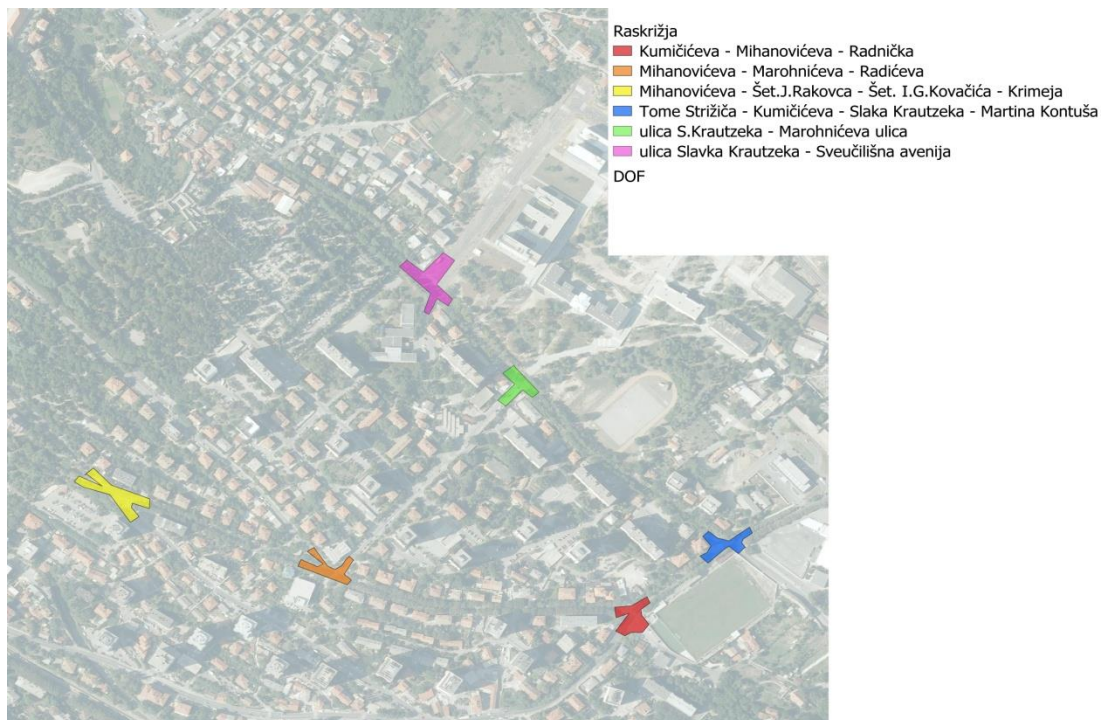 Raskrižja
Kumičićeva - Mihanovićeva - Radnička
Mihanovićeva - Marohnićeva - Radićeva
Mihanovićeva - Šet.J.Rakovca - Šet. I.G.Kovačića - Krimeja
Tome Strižiča - Kumičićeva - Slaka Krautzeka - Martina Kontuša
ulica S.Krautzeka - Marohnićeva ulica
ulica Slavka Krautzeka - Sveučilišna avenija
DOF